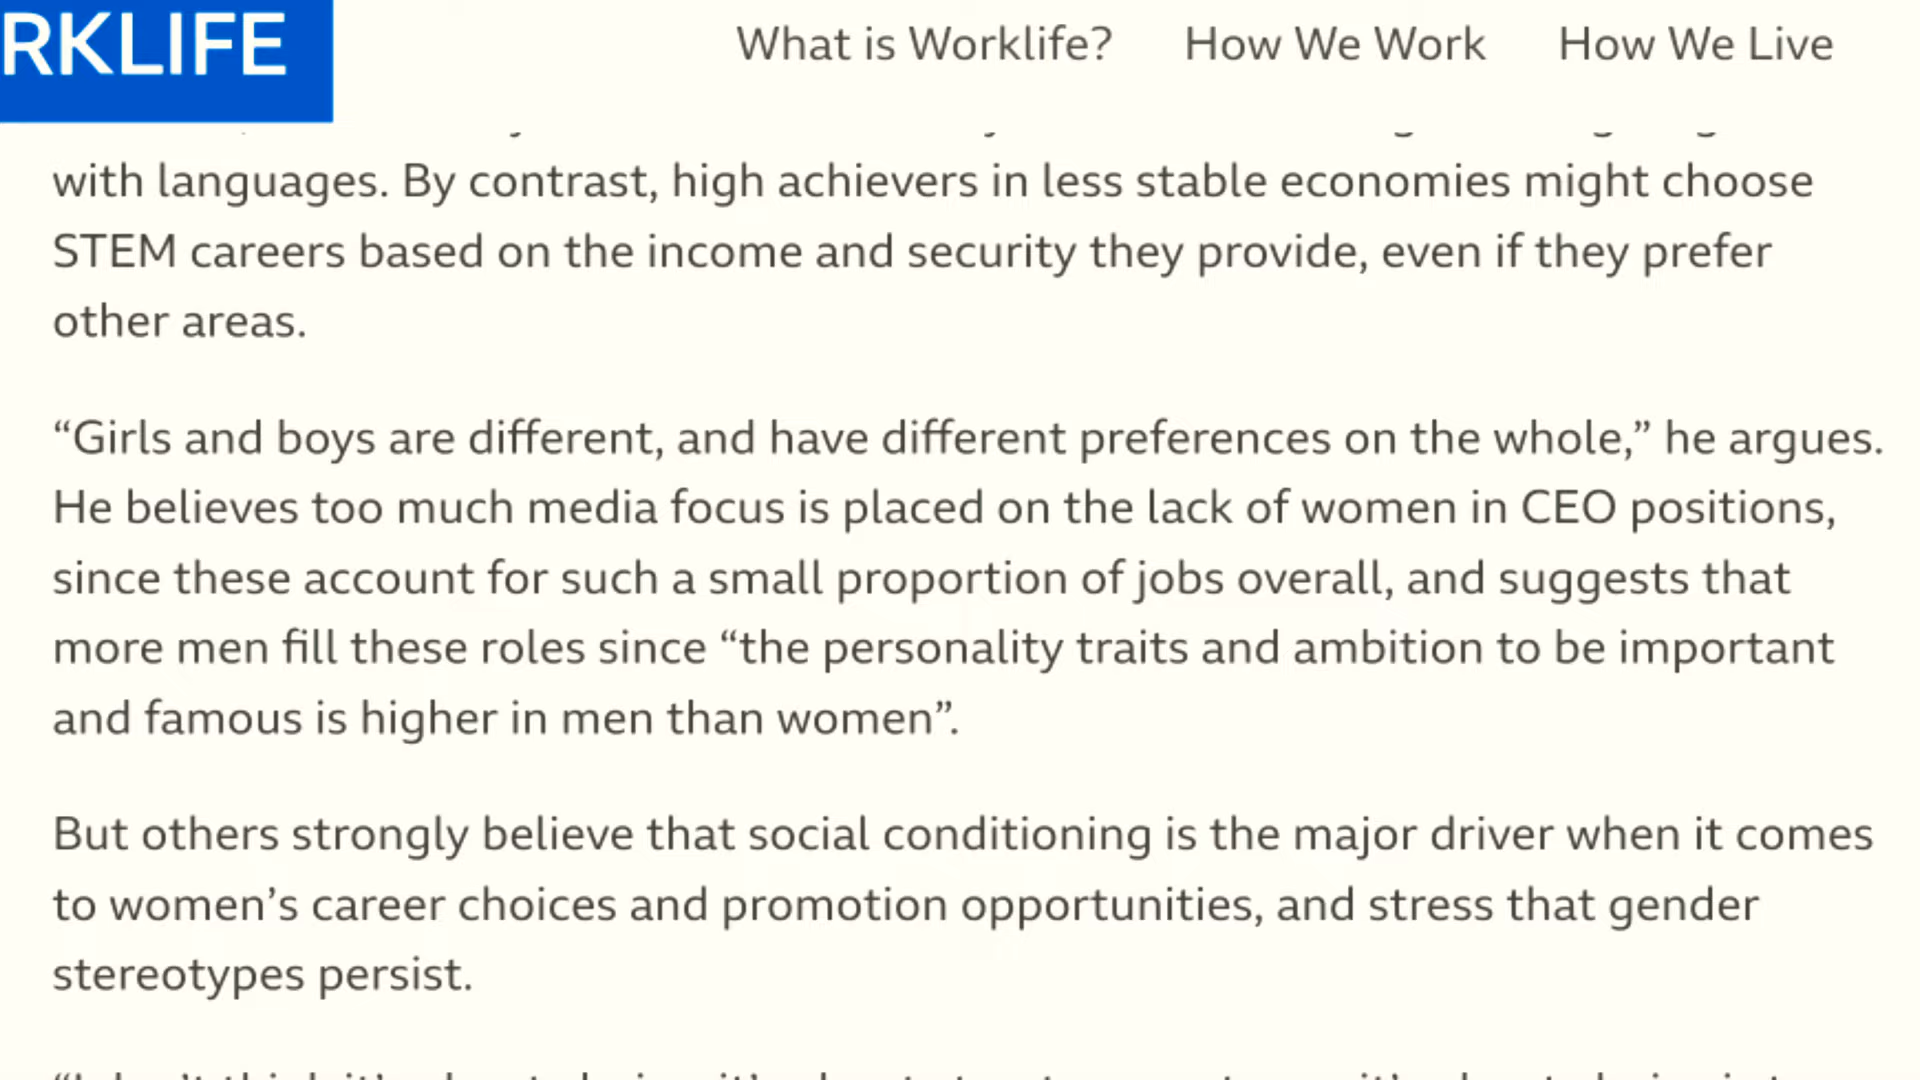 RKLIFE
What is Worklife? How We Work How We Live
with languages. By contrast, high achievers in less stable economies might choose
STEM careers based on the income and security they provide, even if they prefer
other areas.
“Girls and boys are different, and have different preferences on the whole,” he argues.
He believes too much media focus is placed on the lack of women in CEO positions,
since these account for such a small proportion of jobs overall, and suggests that
more men fill these roles since “the personality traits and ambition to be important
and famous is higher in men than women”.
But others strongly believe that social conditioning is the major driver when it comes
to women’s career choices and promotion opportunities, and stress that gender
stereotypes persist.